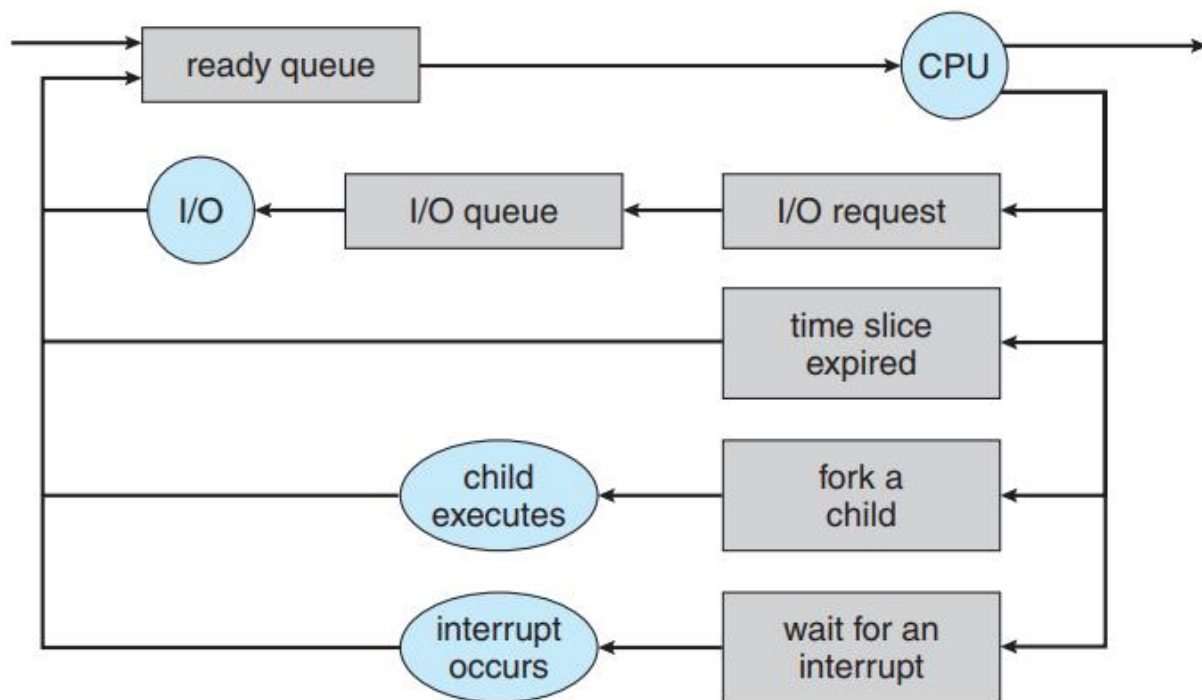 ready queue
CPU
I/O
I/O queue
I/O request
time slice
expired
child
executes
fork a
child
interrupt
occurs
wait for an
interrupt